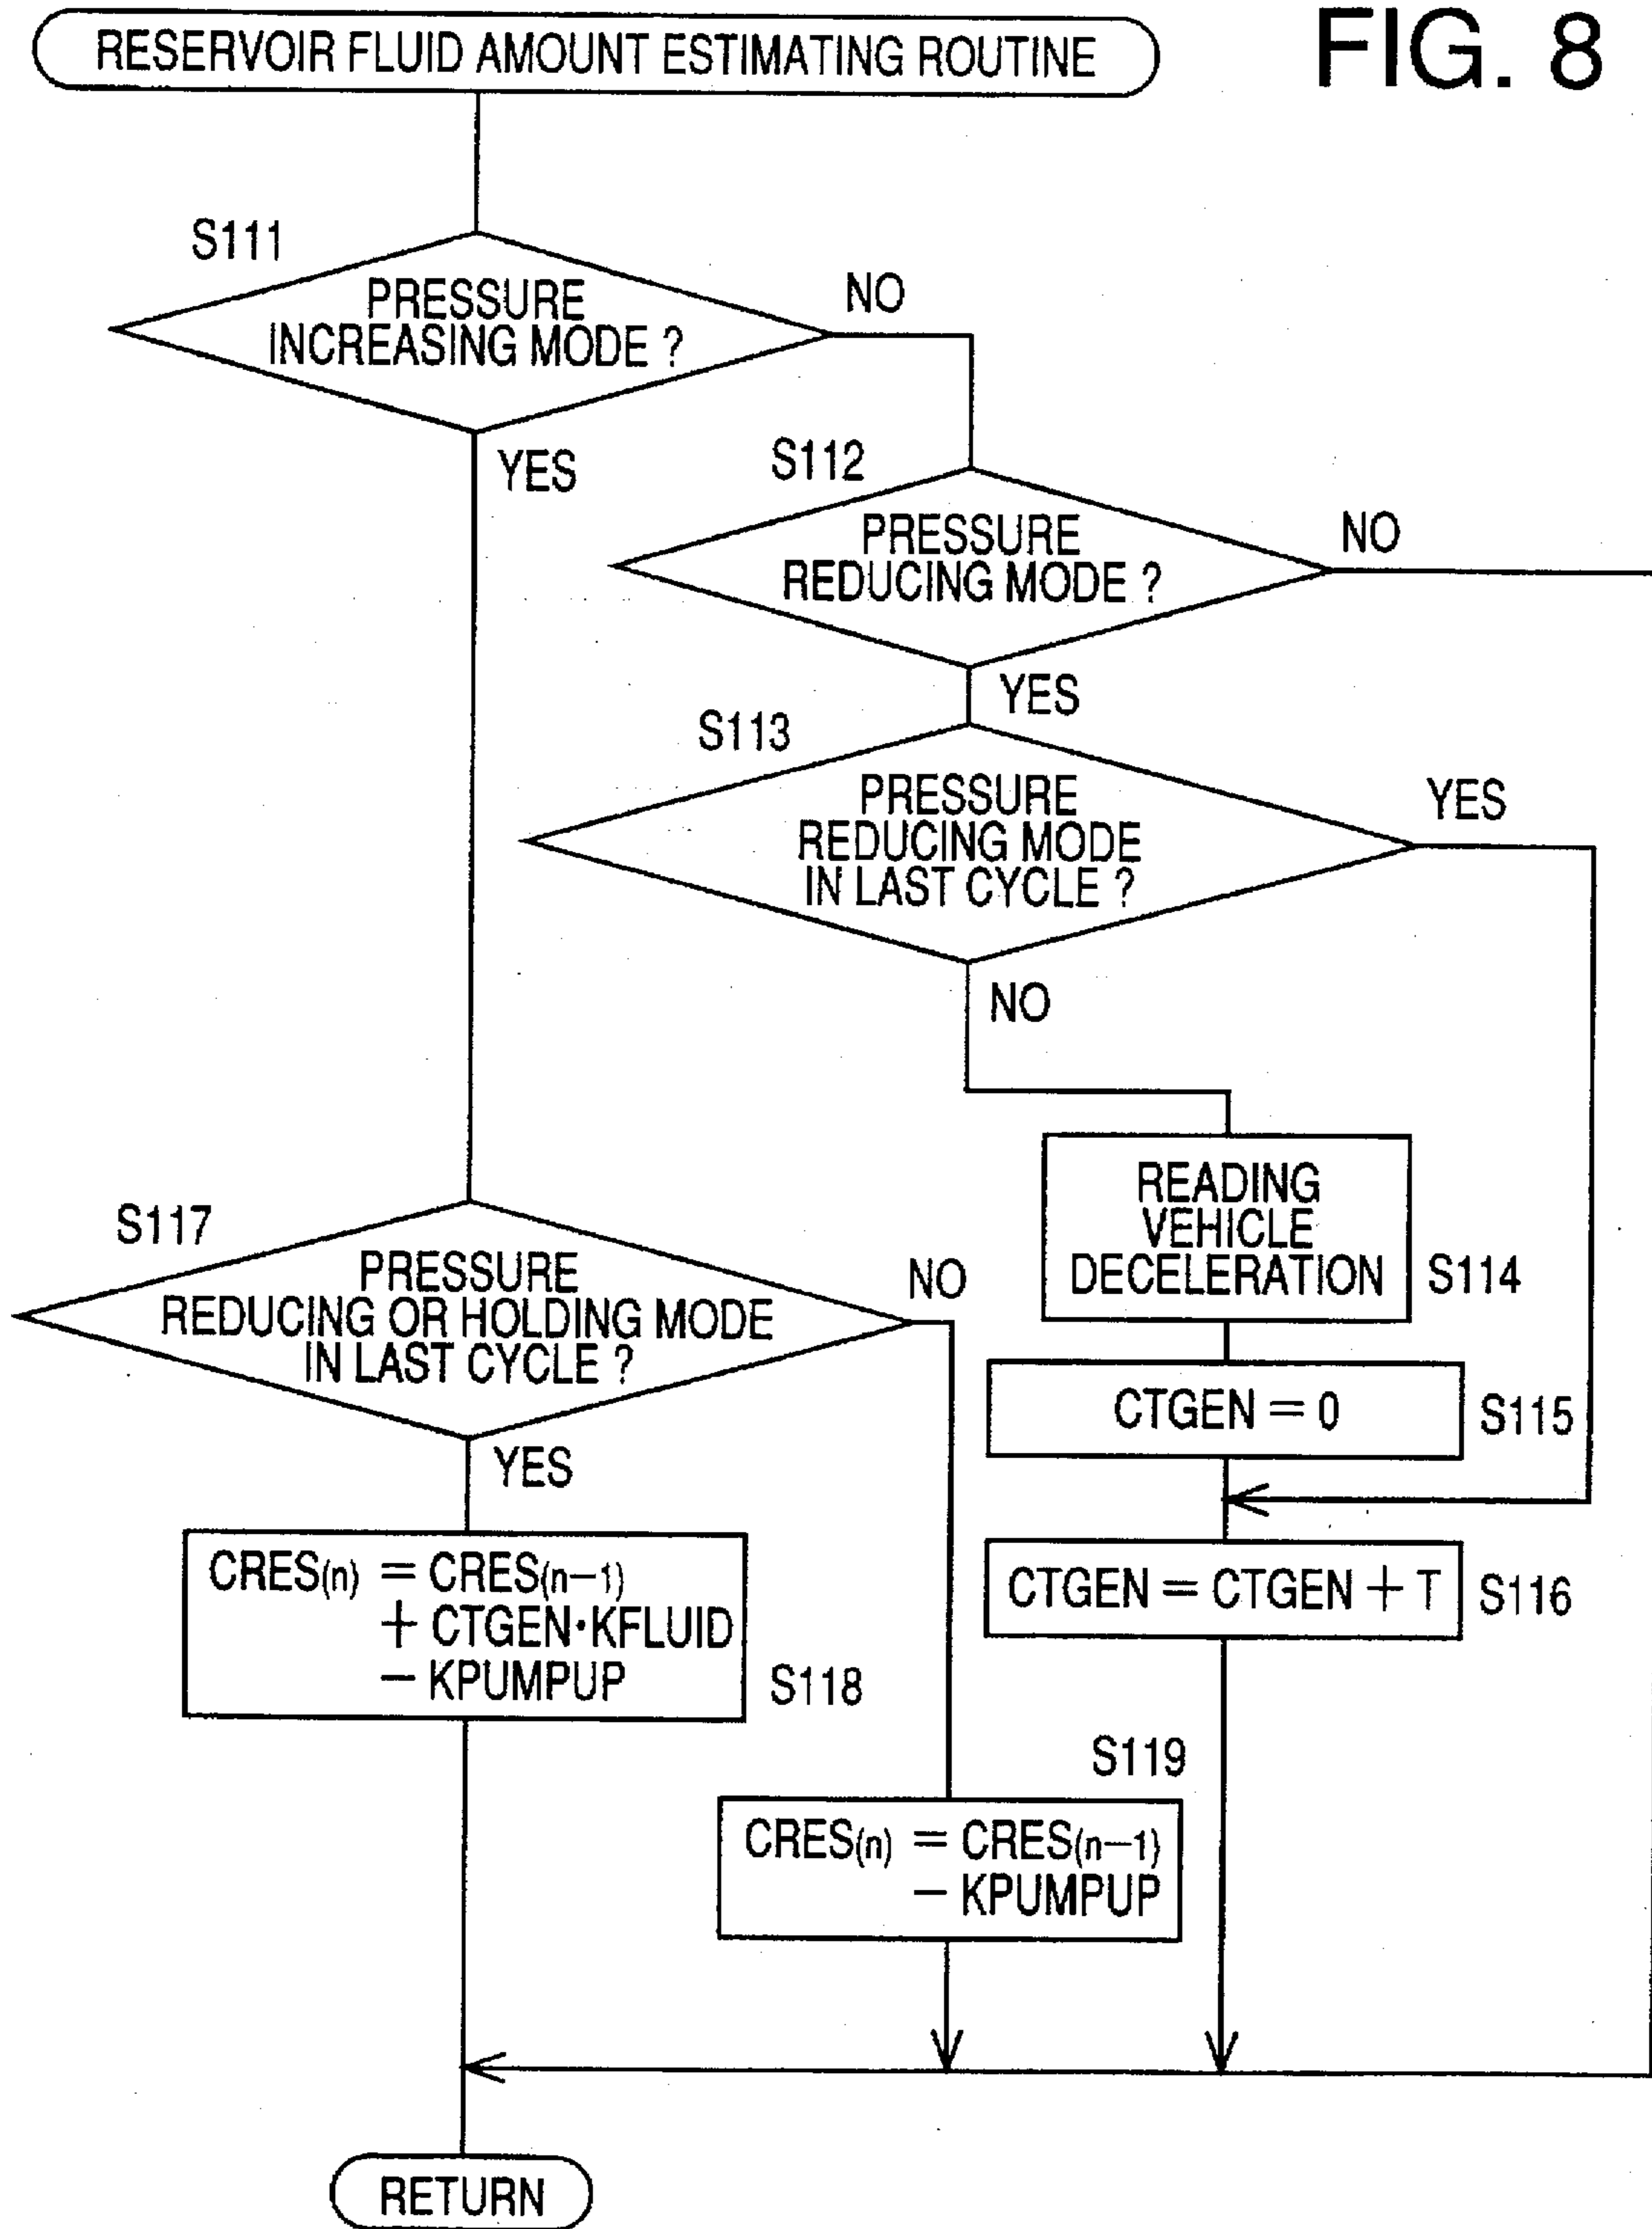 RESERVOIR FLUID AMOUNT ESTIMATING ROUTINE
FIG. 8
S111
PRESSURE
INCREASING MODE ?
NO
YES
S112
PRESSURE
REDUCING MODE ?
NO
YES
S113
PRESSURE
REDUCING MODE
IN LAST CYCLE ?
YES
NO
READING
VEHICLE
DECELERATION
S114
CTGEN = 0
S115
CTGEN = CTGEN + T
S116
S117
PRESSURE
REDUCING OR HOLDING MODE
IN LAST CYCLE ?
NO
YES
CRES(n) = CRES(n−1)
+ CTGEN·KFLUID
− KPUMPUP
S118
S119
CRES(n) = CRES(n−1)
− KPUMPUP
RETURN